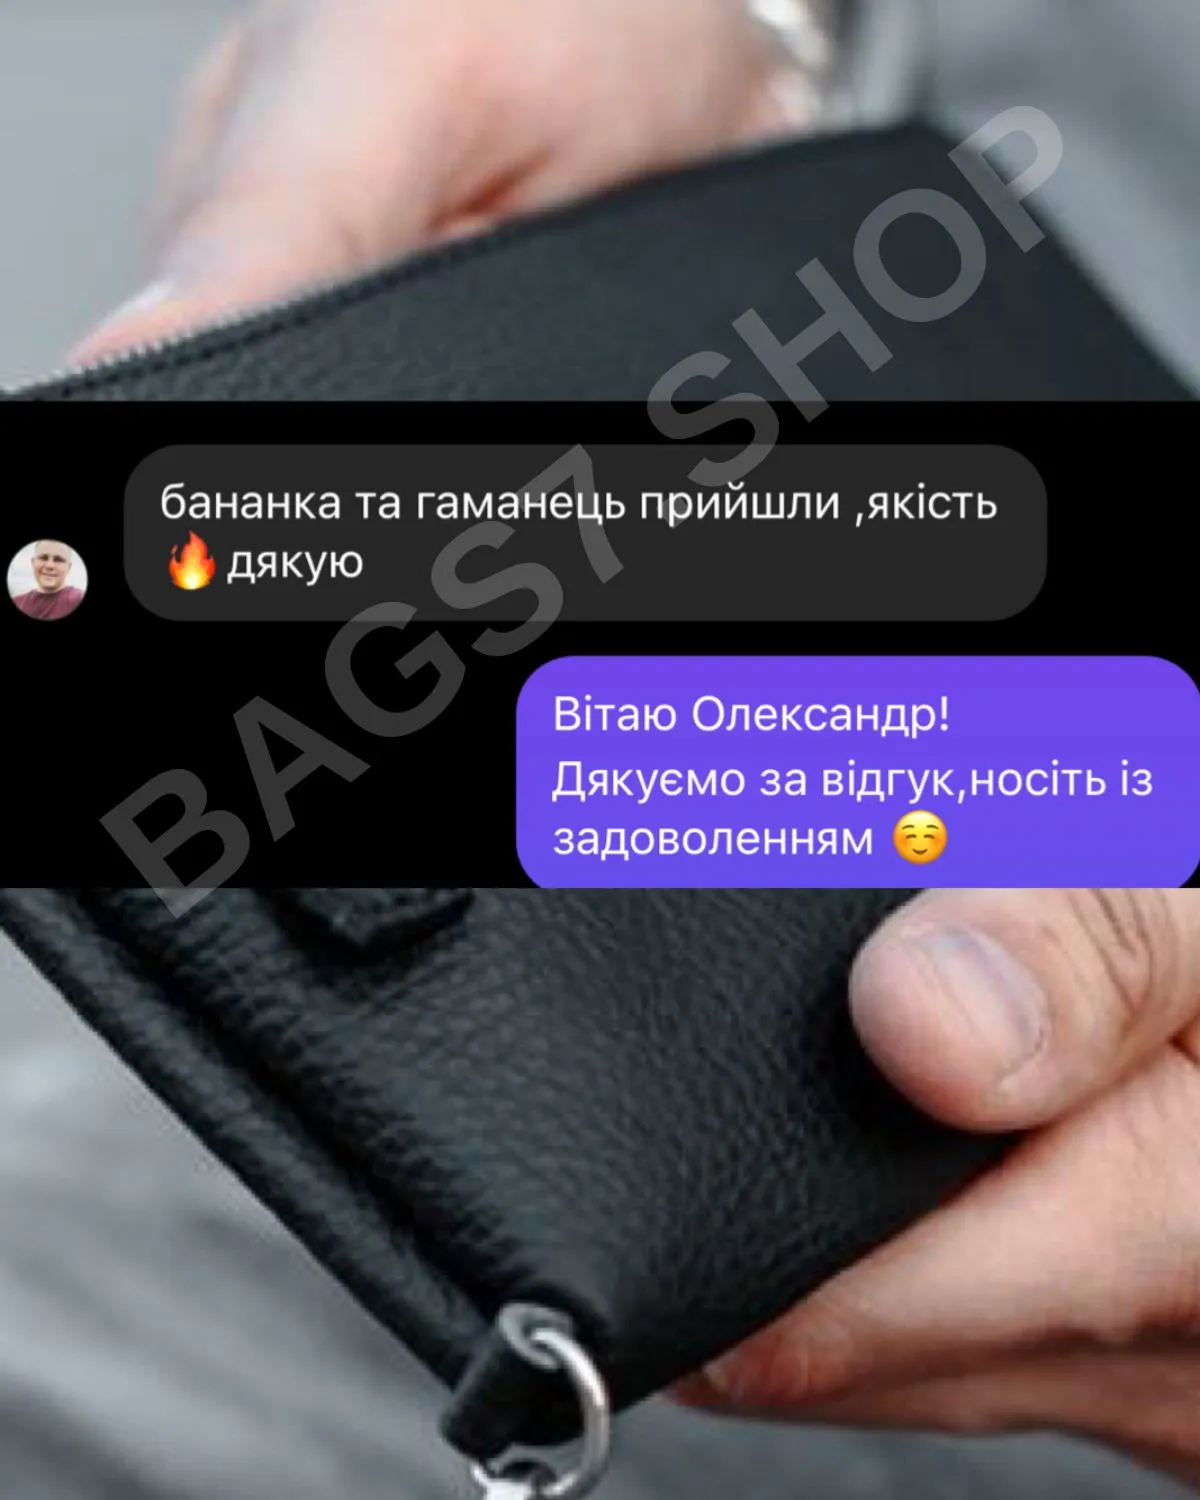 бананка та гаманець прийшли ,якість
🔥 дякую
Вітаю Олександр!
Дякуємо за відгук,носіть із
задоволенням ☺️
BAGS7.SHOP